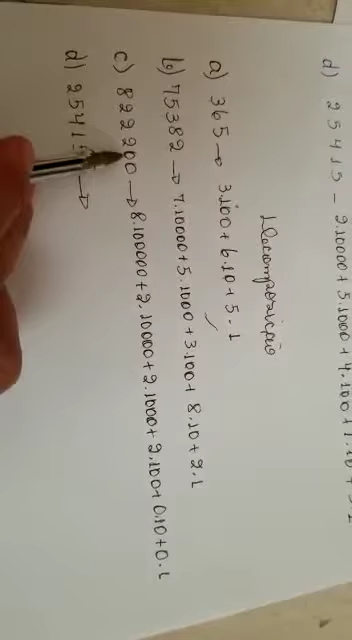 d) 25415 - 2.10000 + 5.1000 + 4.100 + 1.10 +
Decomposição
a) 365 → 3.100 + 6.10 + 5.1
b) 75382 → 7.10000 + 5.1000 + 3.100 + 8.10 + 2.1
c) 822200 → 8.100000 + 2.10000 + 2.1000 + 2.100 + 0.10 + 0.1
d) 2541 →